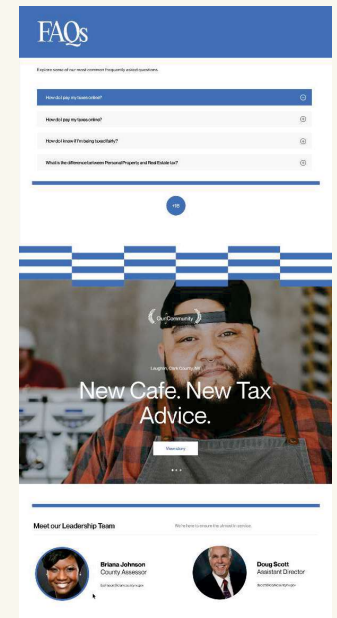 FAQs
Explore some of our most common frequently asked questions.
How do I pay my taxes online?
How do I pay my taxes online?
How do I know if I'm being taxed fairly?
What is the difference between Personal Property and Real Estate tax?
Our Community
Laughlin, Clark County, NV
New Cafe. New Tax
Advice.
View story
Meet our Leadership Team
We're here to ensure the utmost in service.
Briana Johnson
County Assessor
Doug Scott
Assistant Director